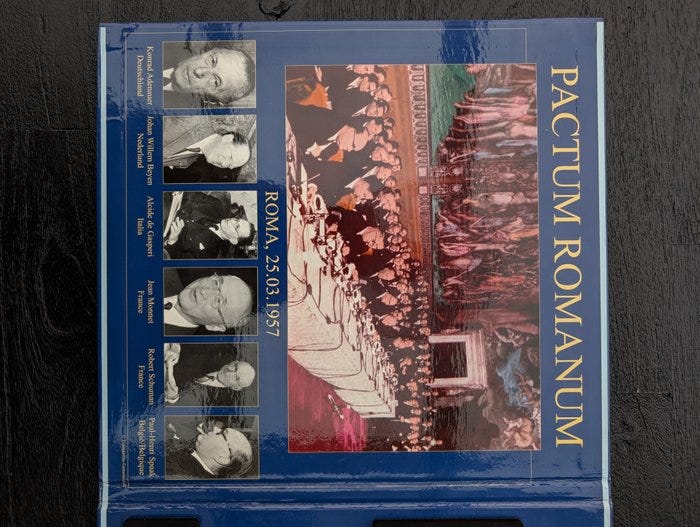 PACTUM ROMANUM
ROMA, 25.03.1957
Konrad Adenauer
Deutschland
Johan Willem Beyen
Nederland
Alcide de Gasperi
Italia
Jean Monnet
France
Robert Schuman
France
Paul-Henri Spaak
België/Belgique